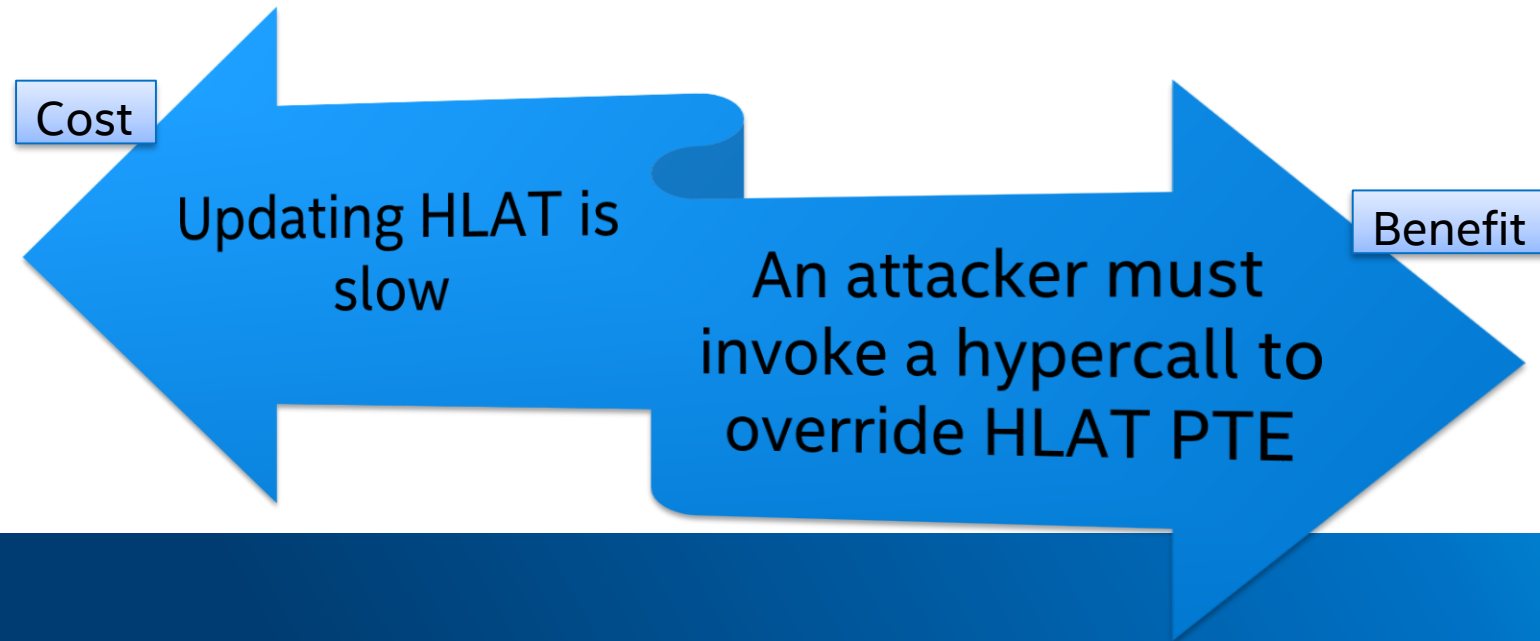 Cost
Updating HLAT is
slow
Benefit
An attacker must
invoke a hypercall to
override HLAT PTE